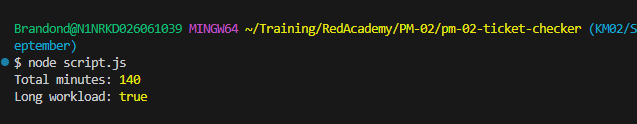 Brandond@N1NRKD026061039 MINGW64 ~/Training/RedAcademy/PM-02/pm-02-ticket-checker (KM02/S
eptember)
$ node script.js
Total minutes: 140
Long workload: true